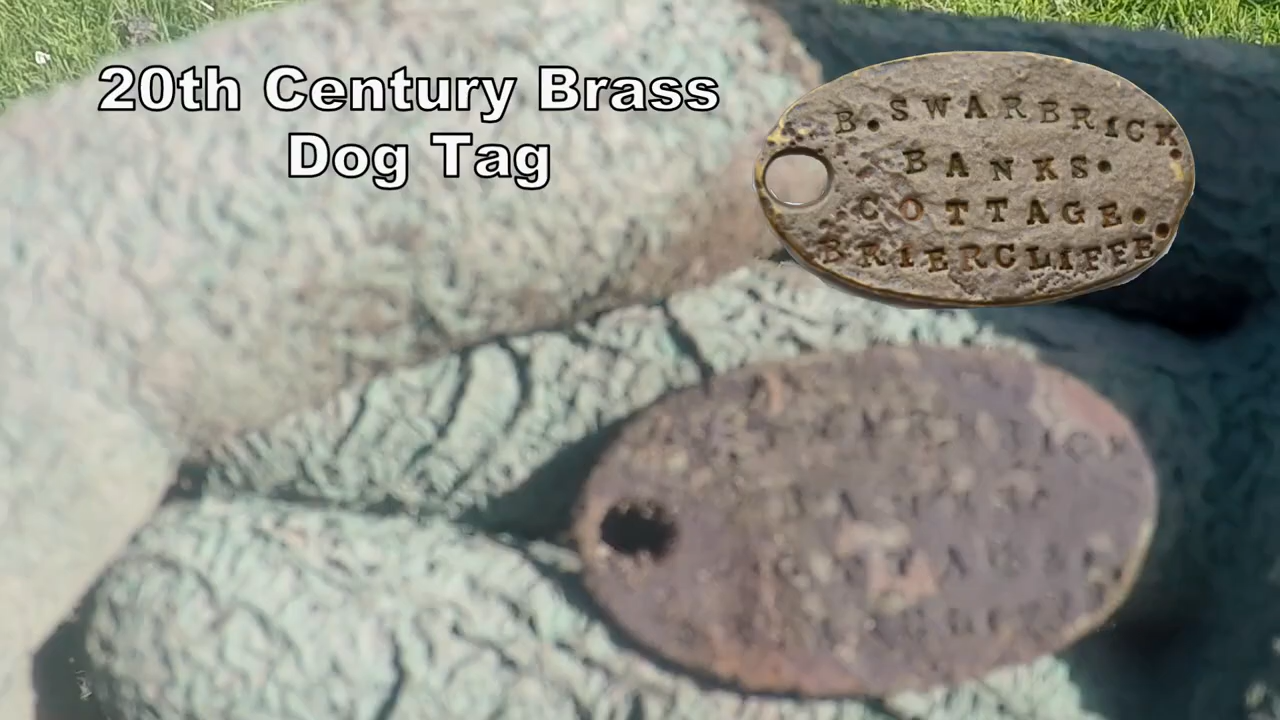 20th Century Brass
Dog Tag
B. SWARBRICK.
BANKS.
COTTAGE.
BRIERCLIFFE.